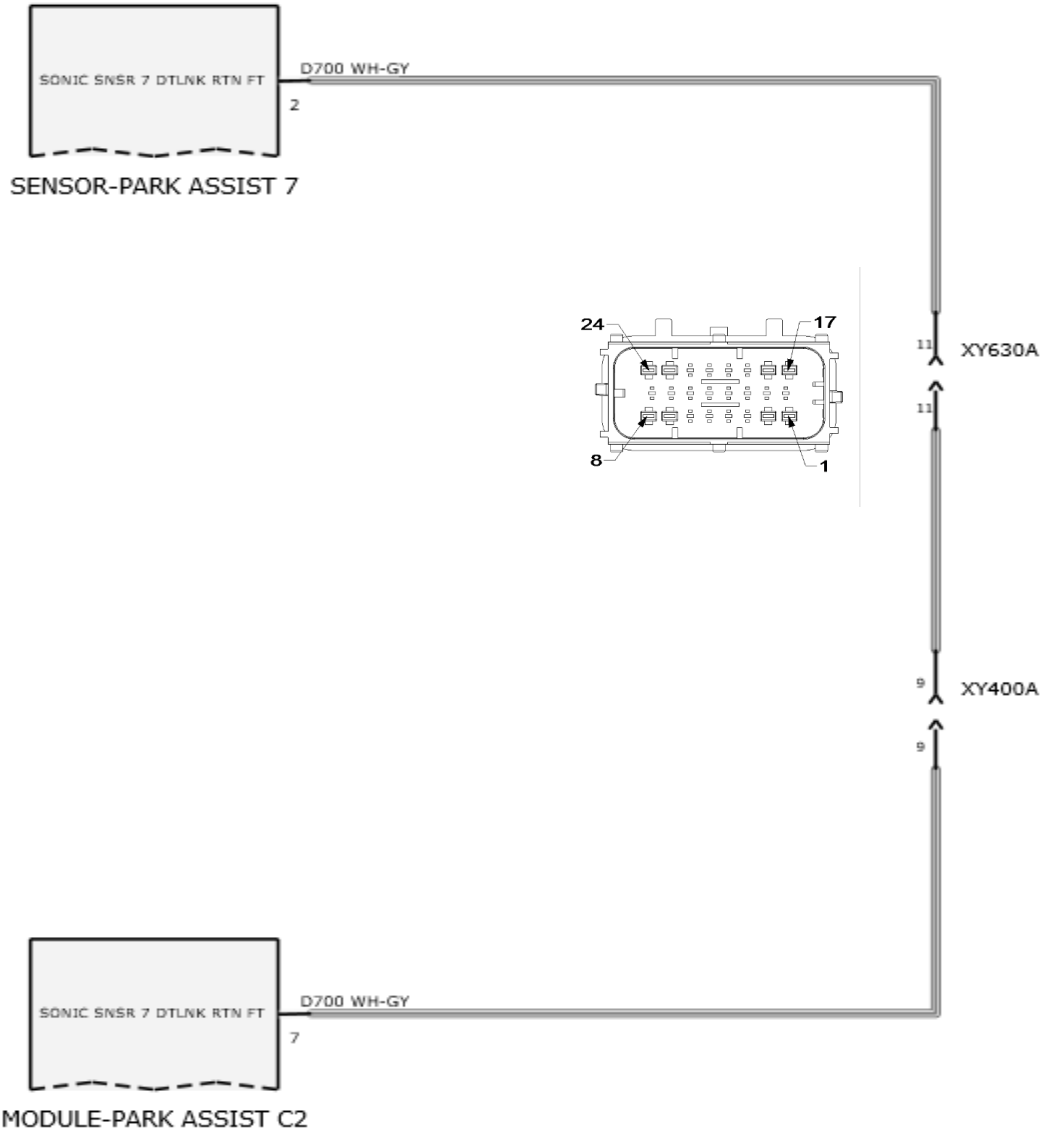 SONIC SNSR 7 DTLNK RTN FT
D700 WH-GY
2
SENSOR-PARK ASSIST 7
24
17
11
XY630A
11
8
1
9
XY400A
9
SONIC SNSR 7 DTLNK RTN FT
D700 WH-GY
7
MODULE-PARK ASSIST C2